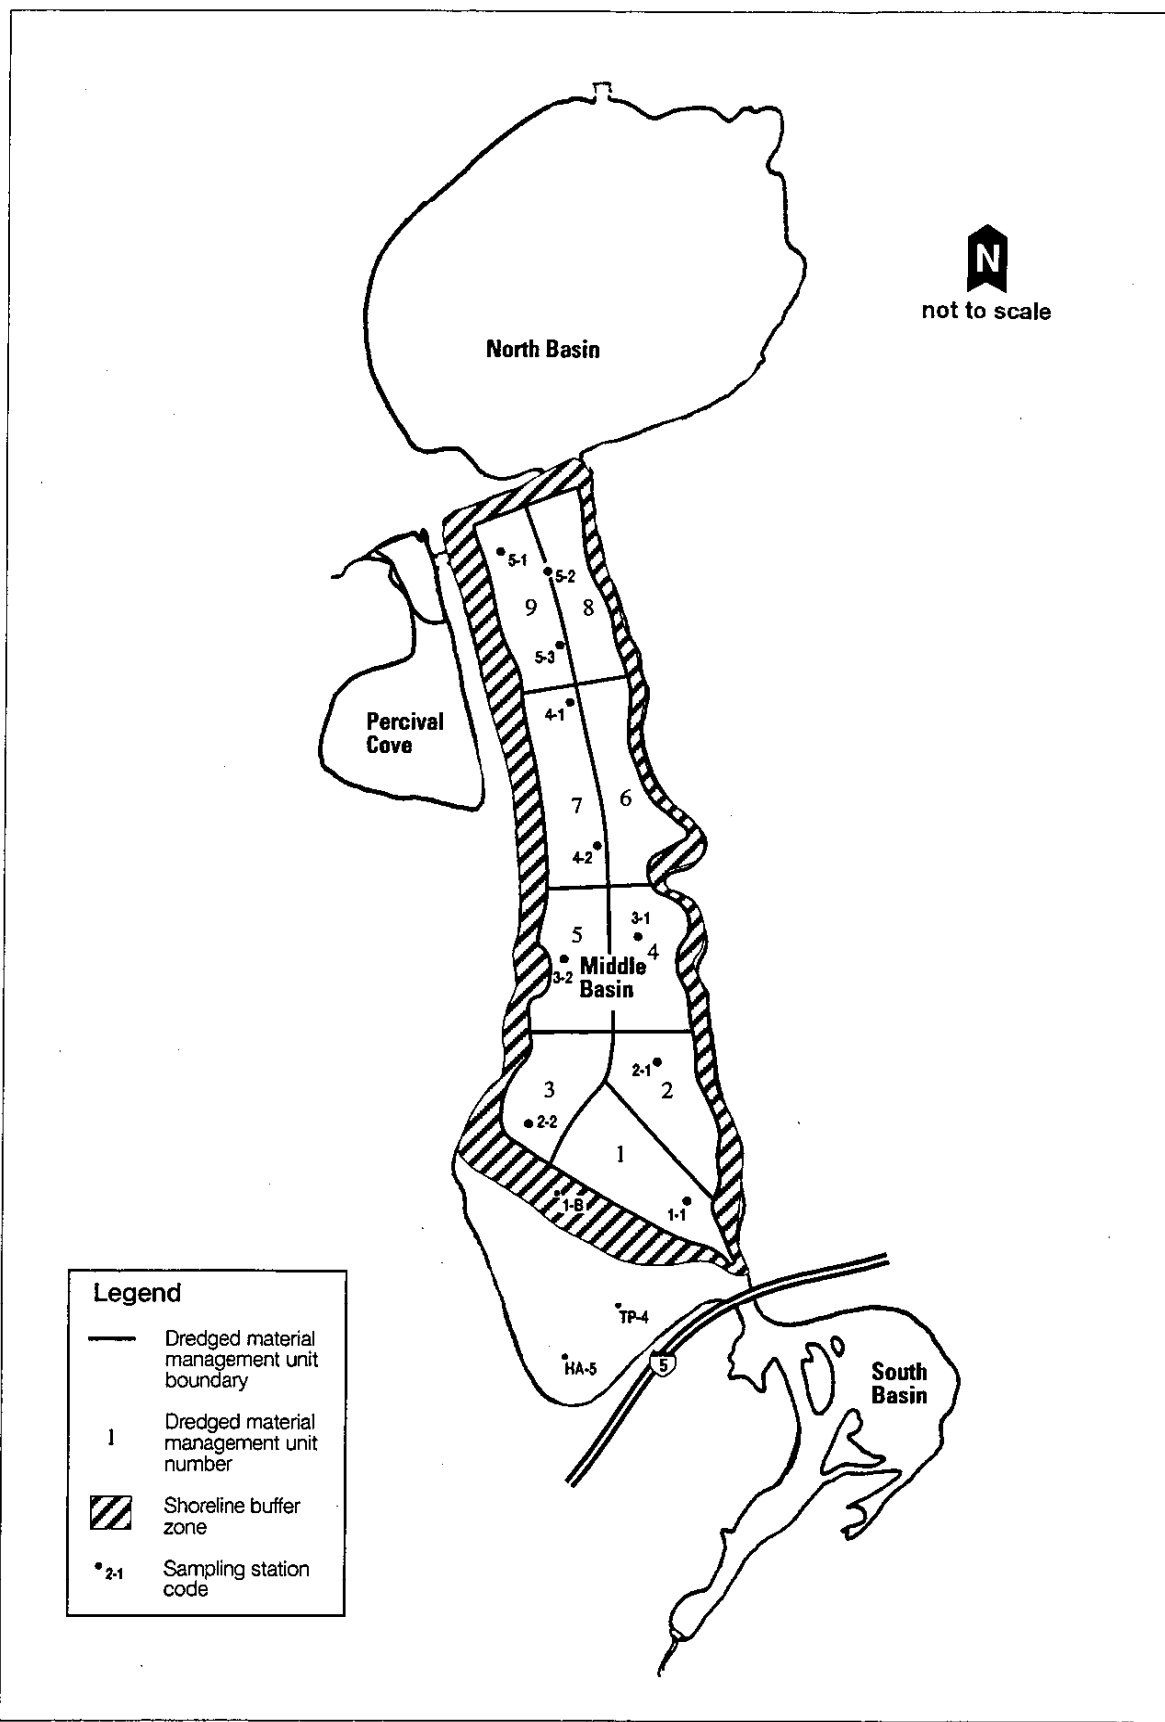 N
not to scale
North Basin
5-1
5-2
9
8
5-3
4-1
Percival
Cove
7
6
4-2
3-1
5
4
3-2
Middle
Basin
2-1
3
2
2-2
1
1-B
1-1
TP-4
HA-5
5
South
Basin
Legend
Dredged material
management unit
boundary
1
Dredged material
management unit
number
Shoreline buffer
zone
2-1
Sampling station
code